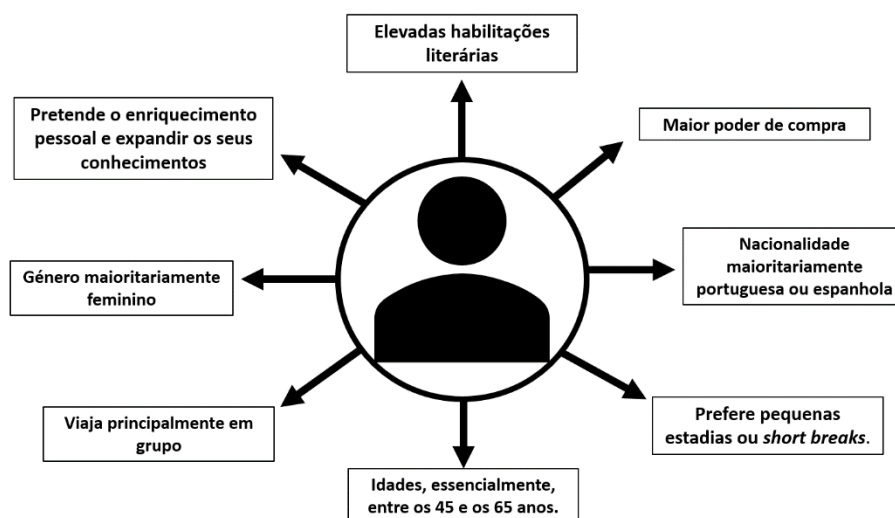 Elevadas habilitações
literárias
Pretende o enriquecimento
pessoal e expandir os seus
conhecimentos
Maior poder de compra
Género maioritariamente
feminino
Nacionalidade
maioritariamente
portuguesa ou espanhola
Viaja principalmente em
grupo
Prefere pequenas
estadias ou short breaks.
Idades, essencialmente,
entre os 45 e os 65 anos.